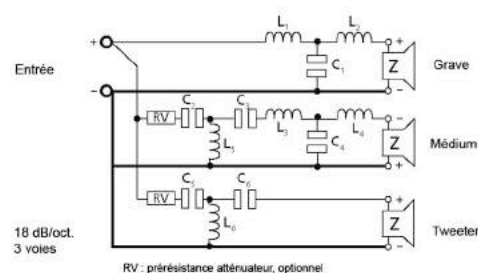 L₁ L₂
+ +
Entrée C₁ Z Grave
− −
C₂ C₃ −
RV L₃ L₄
L₅ C₄ Z Médium
+
C₅ C₆ +
RV
L₆ Z Tweeter
−
18 dB/oct.
3 voies
RV : prérésistance atténuateur, optionnel